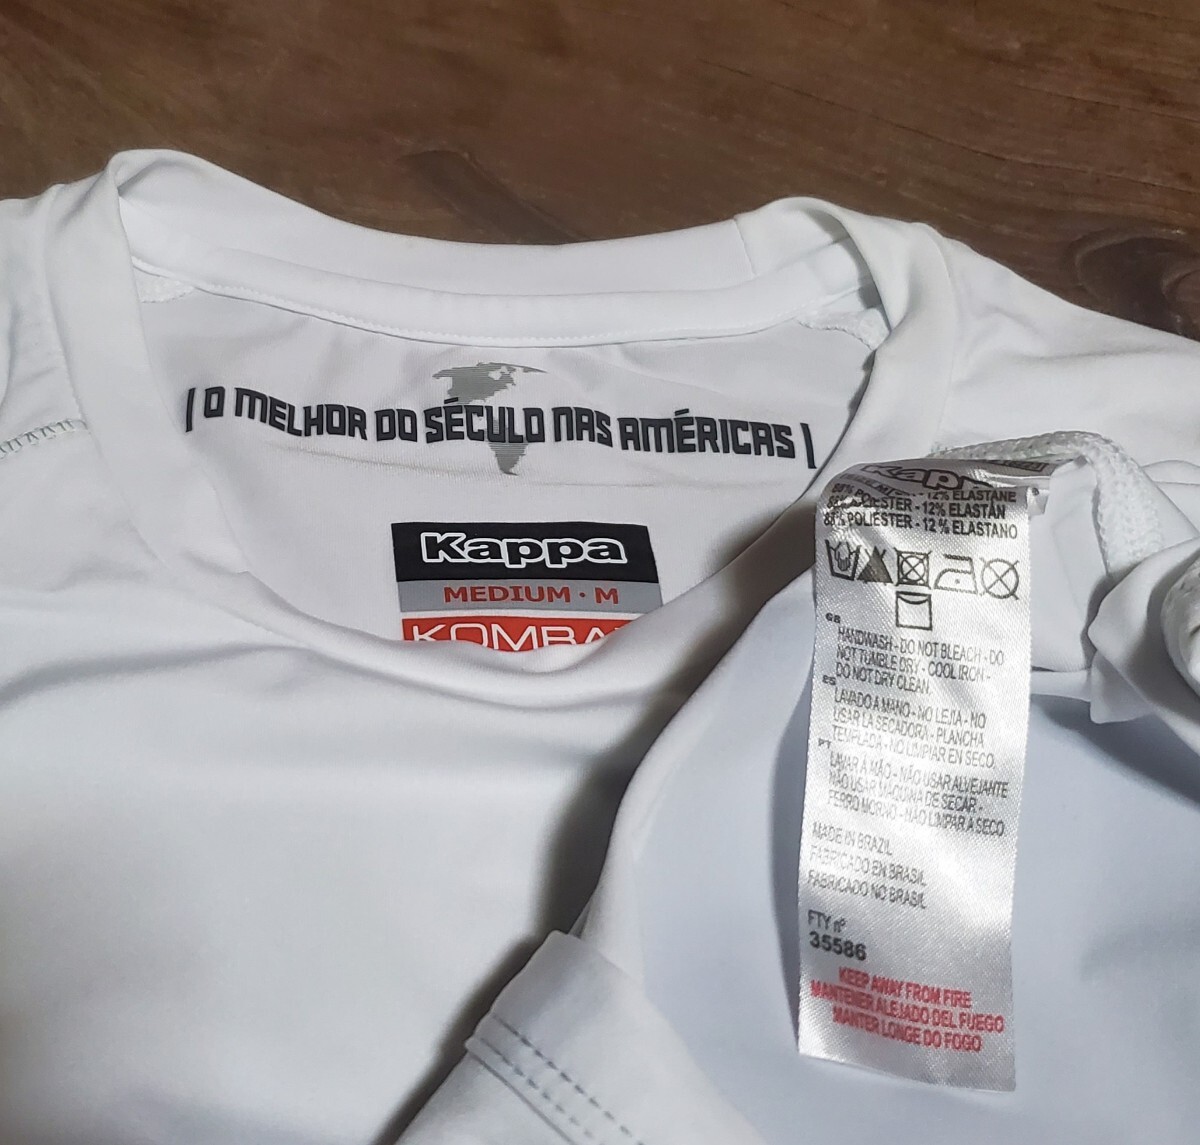 | O MELHOR DO SÉCULO NAS AMÉRICAS |
Kappa
MEDIUM · M
KOMBA
Kappa
12% ELASTANE
POLIESTER - 12% ELASTÁN
88% POLIÉSTER - 12 % ELASTANO
GB
HANDWASH - DO NOT BLEACH - DO
NOT TUMBLE DRY - COOL IRON -
DO NOT DRY CLEAN.
ES
LAVADO A MANO - NO LEJIA - NO
USAR LA SECADORA - PLANCHA
TEMPLADA - NO LIMPIAR EN SECO
PT
LAVAR À MÃO - NÃO USAR ALVEJANTE
NÃO USAR MÁQUINA DE SECAR -
FERRO MORNO - NÃO LIMPAR A SECO
MADE IN BRAZIL
FABRICADO EN BRASIL
FABRICADO NO BRASIL
FTY nº
35586
KEEP AWAY FROM FIRE
MANTENER ALEJADO DEL FUEGO
MANTER LONGE DO FOGO